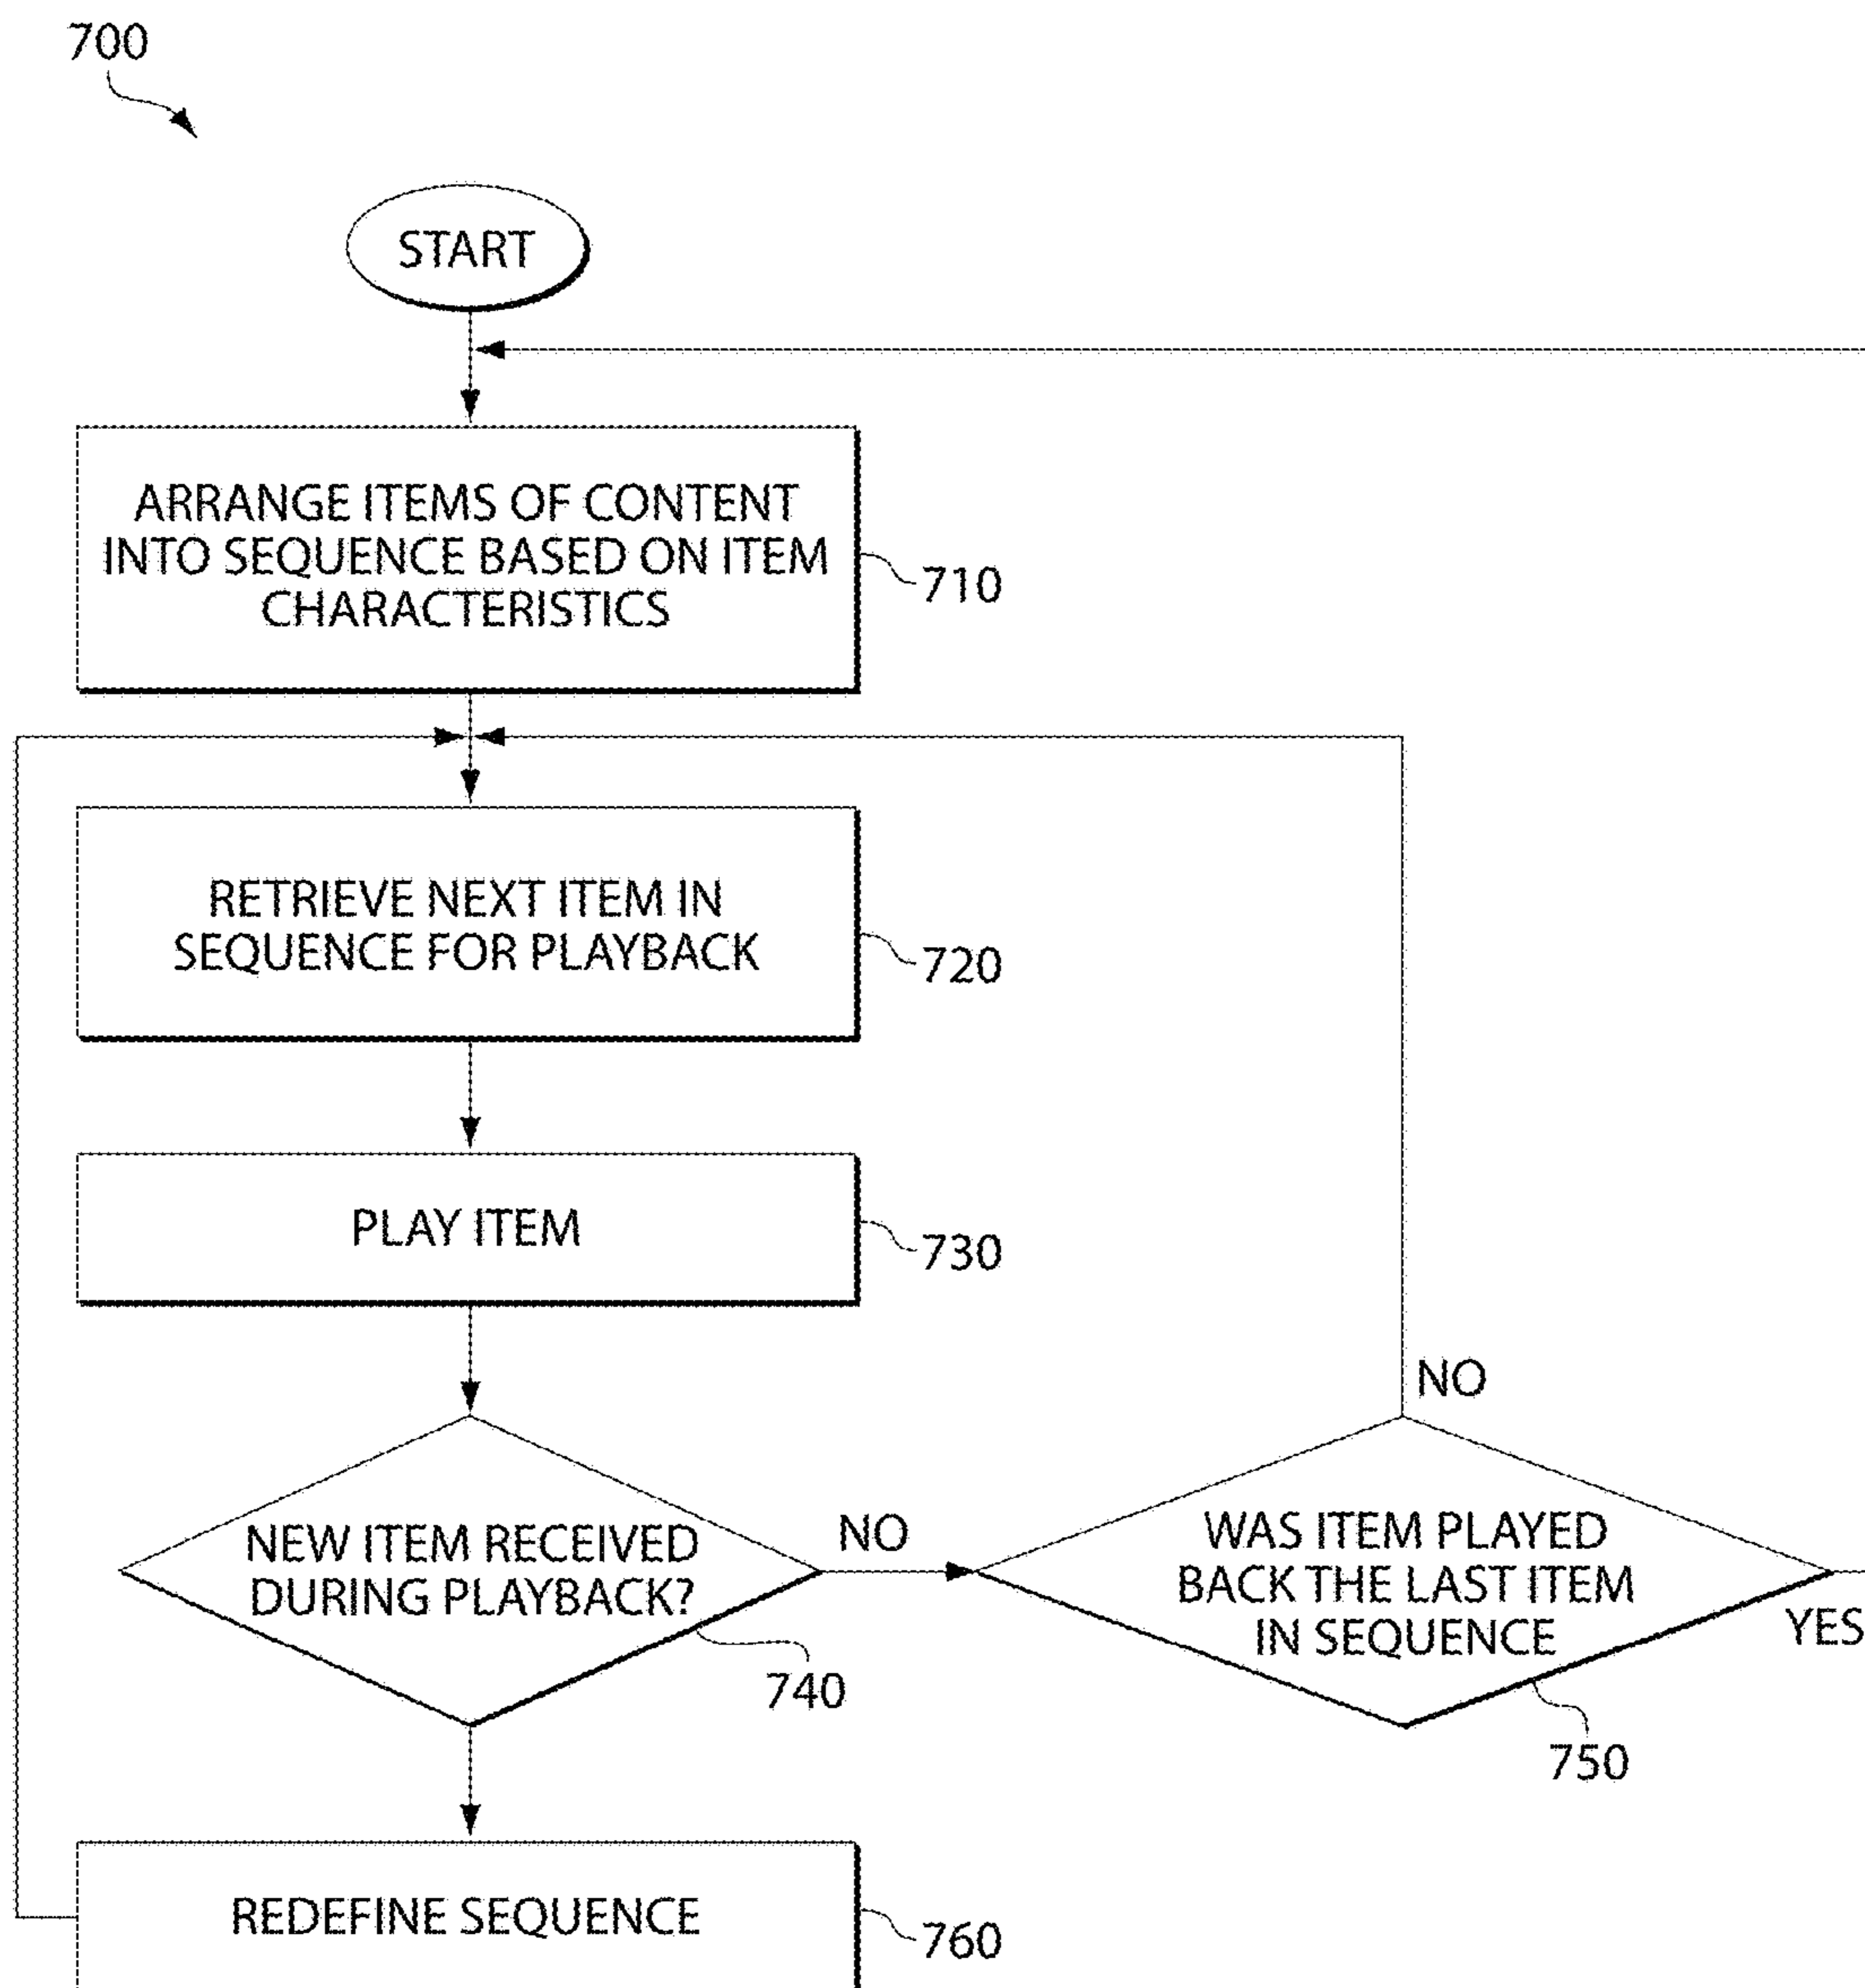 700
START
ARRANGE ITEMS OF CONTENT
INTO SEQUENCE BASED ON ITEM
CHARACTERISTICS
710
RETRIEVE NEXT ITEM IN
SEQUENCE FOR PLAYBACK
720
PLAY ITEM
730
NEW ITEM RECEIVED
DURING PLAYBACK?
740
NO
WAS ITEM PLAYED
BACK THE LAST ITEM
IN SEQUENCE
750
NO
YES
REDEFINE SEQUENCE
760